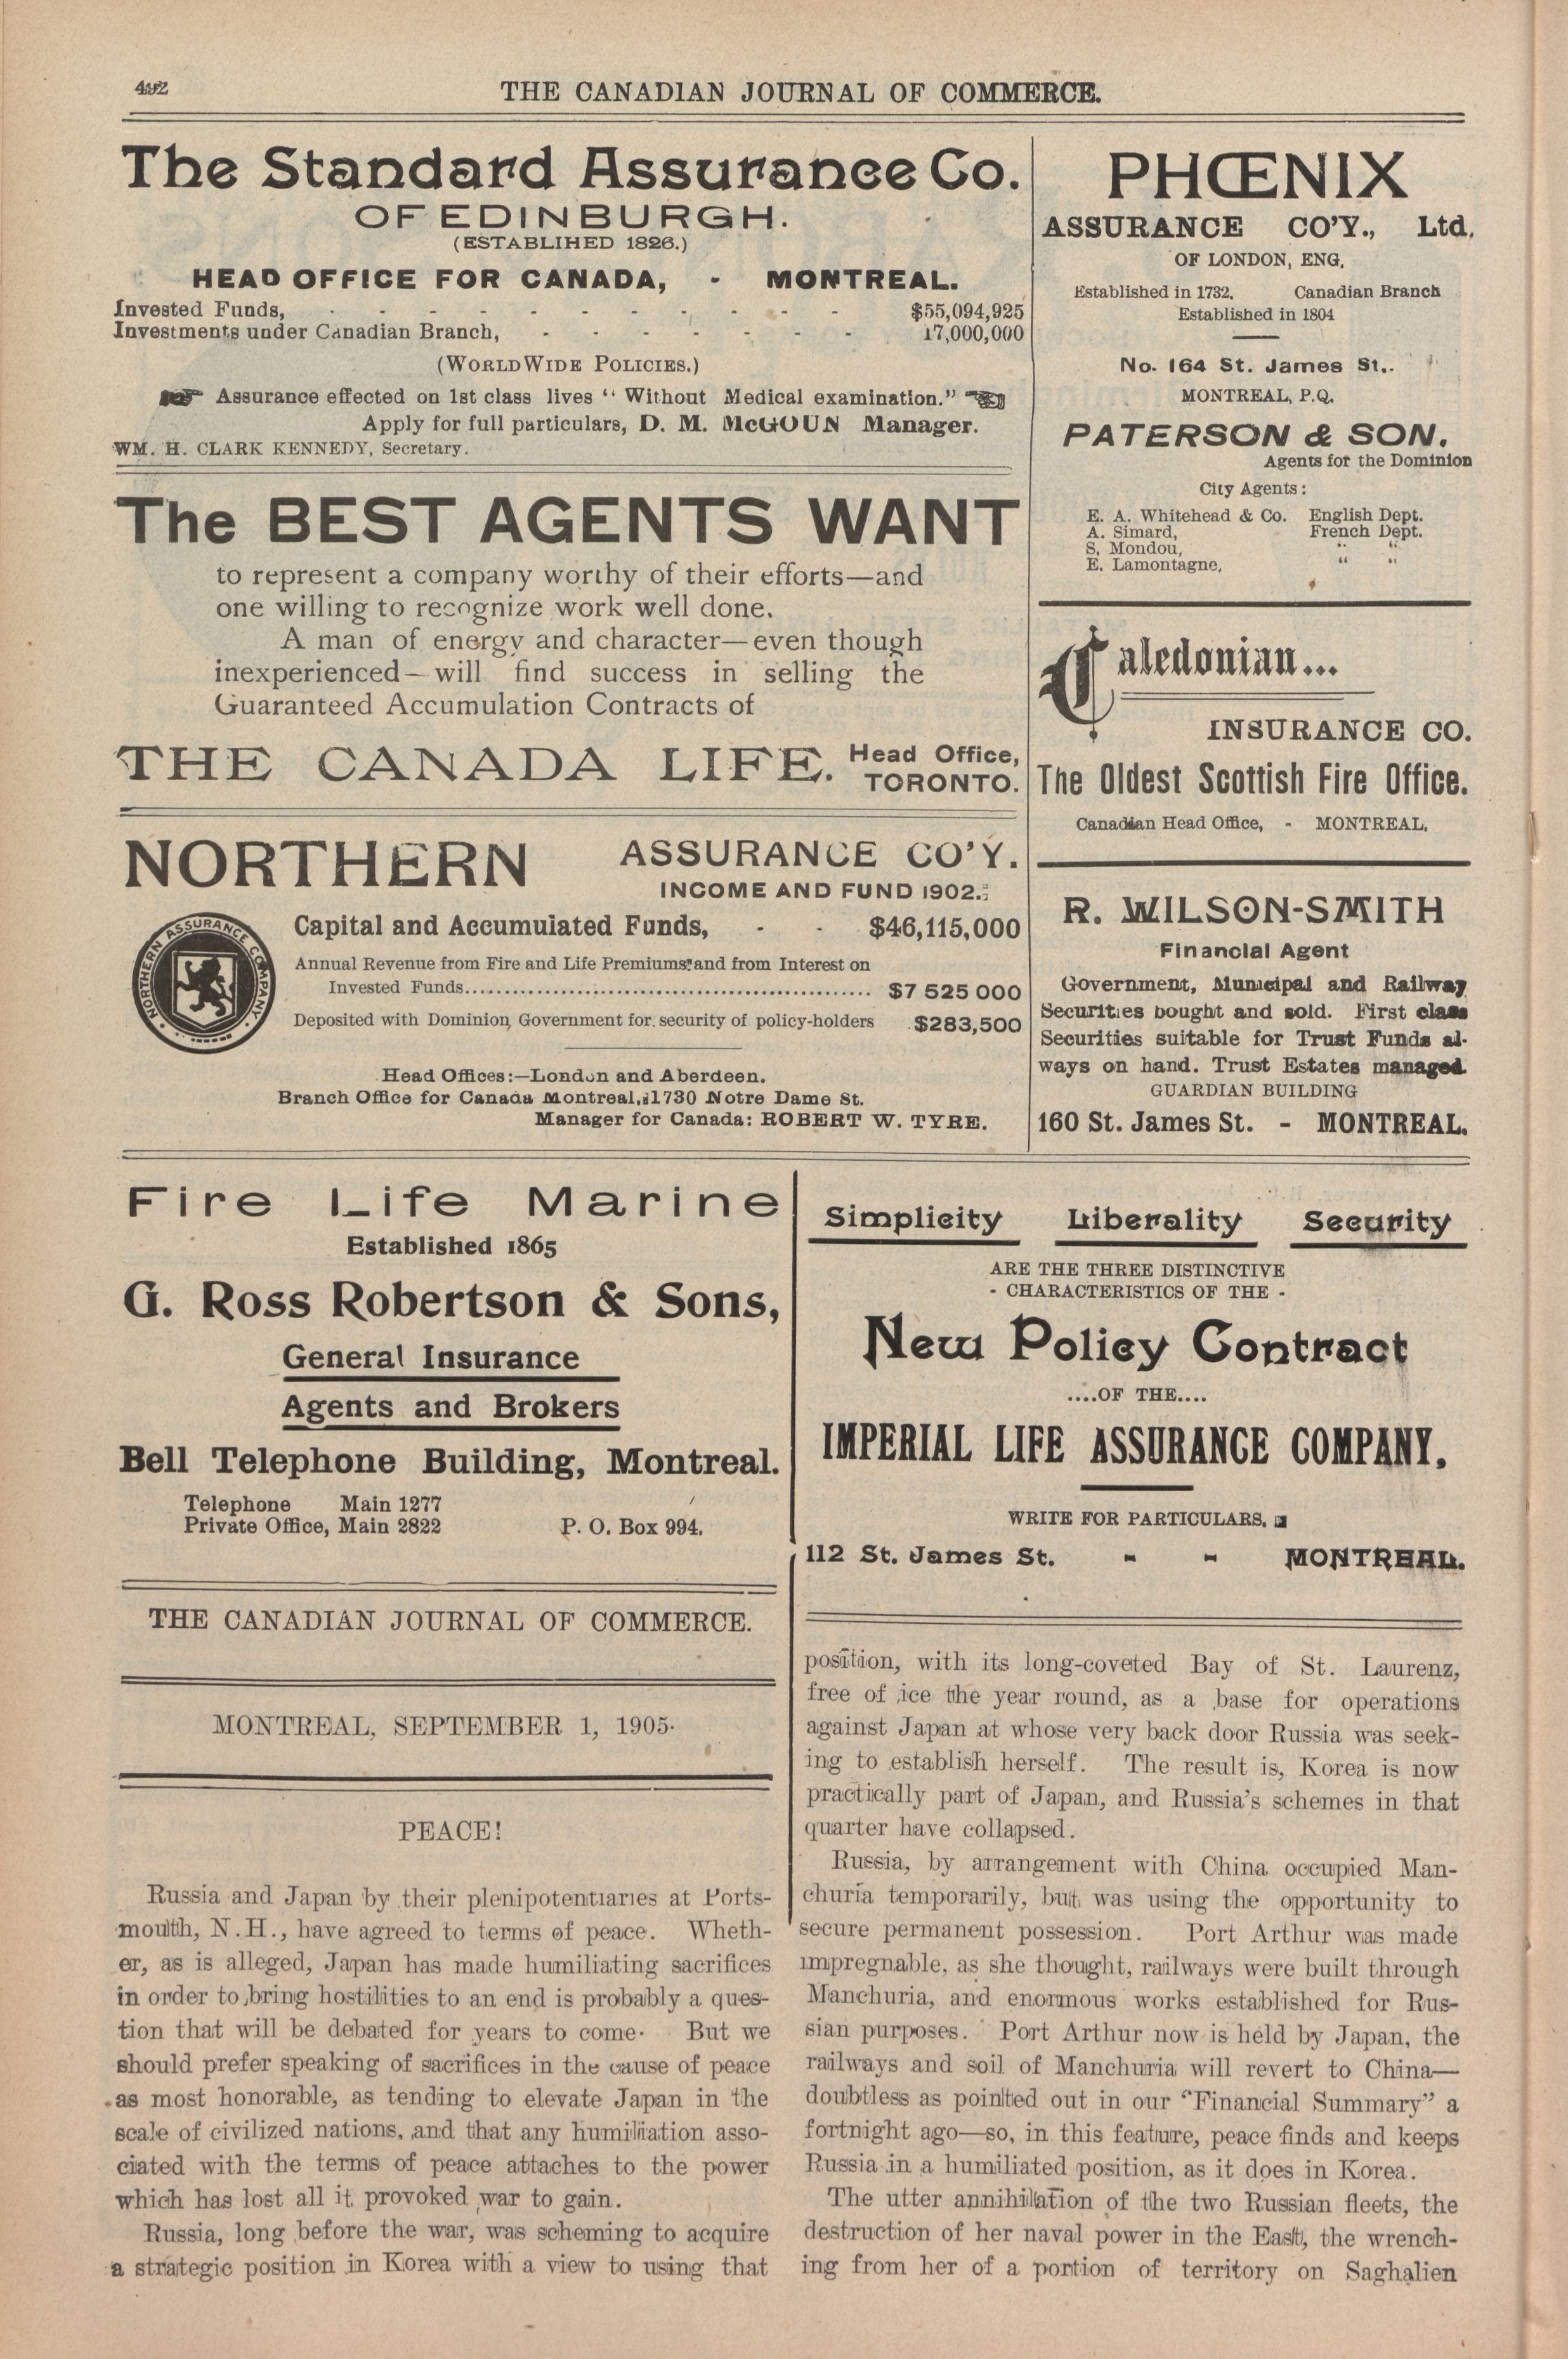 492
THE CANADIAN JOURNAL OF COMMERCE.
The Standard Assurance Co.
OF EDINBURGH.
(ESTABLIHED 1826.)
HEAD OFFICE FOR CANADA, - MONTREAL.
Invested Funds, - - - - - - - - - - - $55,094,925
Investments under Canadian Branch, - - - - - - - 17,000,000
(WORLD WIDE POLICIES.)
Assurance effected on 1st class lives "Without Medical examination."
Apply for full particulars, D. M. McGOUN Manager.
WM. H. CLARK KENNEDY, Secretary.
The BEST AGENTS WANT
to represent a company worthy of their efforts—and
one willing to recognize work well done.
A man of energy and character—even though
inexperienced—will find success in selling the
Guaranteed Accumulation Contracts of
THE CANADA LIFE. Head Office,
TORONTO.
NORTHERN ASSURANCE CO'Y.
INCOME AND FUND 1902.
NORTHERN ASSURANCE COMPANY
Capital and Accumulated Funds, - - $46,115,000
Annual Revenue from Fire and Life Premiums and from Interest on
Invested Funds.................................................. $7 525 000
Deposited with Dominion Government for security of policy-holders $283,500
Head Offices:—London and Aberdeen.
Branch Office for Canada Montreal, 1730 Notre Dame St.
Manager for Canada: ROBERT W. TYRE.
PHŒNIX
ASSURANCE CO'Y., Ltd.
OF LONDON, ENG.
Established in 1732. Canadian Branch
Established in 1804
No. 164 St. James St.
MONTREAL, P.Q.
PATERSON & SON.
Agents for the Dominion
City Agents:
E. A. Whitehead & Co. English Dept.
A. Simard, French Dept.
S. Mondou, " "
E. Lamontagne, " "
Caledonian...
INSURANCE CO.
The Oldest Scottish Fire Office.
Canadian Head Office, - MONTREAL.
R. WILSON-SMITH
Financial Agent
Government, Municipal and Railway
Securities bought and sold. First class
Securities suitable for Trust Funds al-
ways on hand. Trust Estates managed.
GUARDIAN BUILDING
160 St. James St. - MONTREAL.
Fire Life Marine
Established 1865
G. Ross Robertson & Sons,
General Insurance
Agents and Brokers
Bell Telephone Building, Montreal.
Telephone Main 1277
Private Office, Main 2822 P. O. Box 994.
Simplicity Liberality Security
ARE THE THREE DISTINCTIVE
- CHARACTERISTICS OF THE -
New Policy Contract
....OF THE....
IMPERIAL LIFE ASSURANCE COMPANY.
WRITE FOR PARTICULARS.
112 St. James St. - - MONTREAL.
THE CANADIAN JOURNAL OF COMMERCE.
MONTREAL, SEPTEMBER 1, 1905.
PEACE!
Russia and Japan by their plenipotentiaries at Ports-
mouth, N.H., have agreed to terms of peace. Wheth-
er, as is alleged, Japan has made humiliating sacrifices
in order to bring hostilities to an end is probably a ques-
tion that will be debated for years to come. But we
should prefer speaking of sacrifices in the cause of peace
as most honorable, as tending to elevate Japan in the
scale of civilized nations, and that any humiliation asso-
ciated with the terms of peace attaches to the power
which has lost all it provoked war to gain.
Russia, long before the war, was scheming to acquire
a strategic position in Korea with a view to using that
position, with its long-coveted Bay of St. Laurenz,
free of ice the year round, as a base for operations
against Japan at whose very back door Russia was seek-
ing to establish herself. The result is, Korea is now
practically part of Japan, and Russia's schemes in that
quarter have collapsed.
Russia, by arrangement with China occupied Man-
churia temporarily, but was using the opportunity to
secure permanent possession. Port Arthur was made
impregnable, as she thought, railways were built through
Manchuria, and enormous works established for Rus-
sian purposes. Port Arthur now is held by Japan, the
railways and soil of Manchuria will revert to China—
doubtless as pointed out in our "Financial Summary" a
fortnight ago—so, in this feature, peace finds and keeps
Russia in a humiliated position, as it does in Korea.
The utter annihilation of the two Russian fleets, the
destruction of her naval power in the East, the wrench-
ing from her of a portion of territory on Saghalien